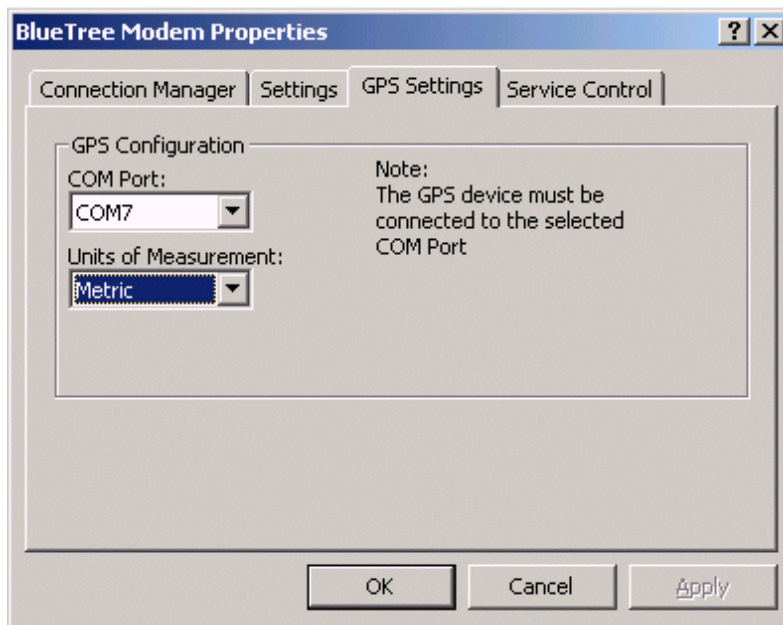 BlueTree Modem Properties
Connection Manager
Settings
GPS Settings
Service Control
GPS Configuration
COM Port:
COM7
Units of Measurement:
Metric
Note:
The GPS device must be
connected to the selected
COM Port
OK
Cancel
Apply